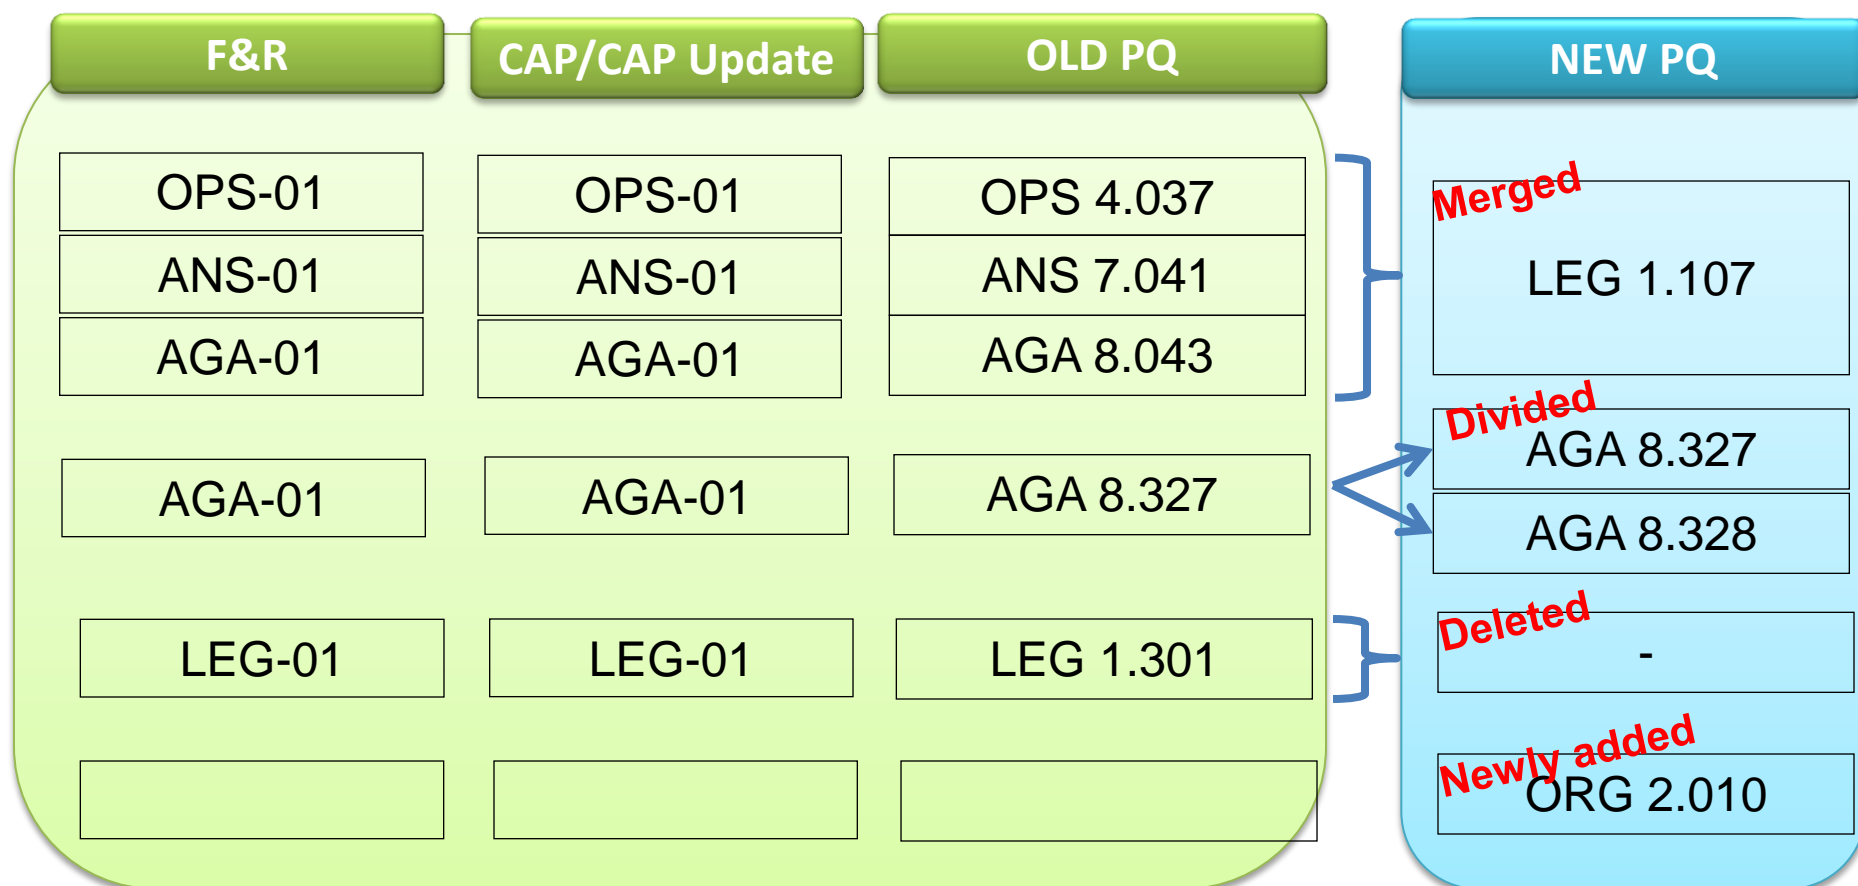 F&R
CAP/CAP Update
OLD PQ
NEW PQ
OPS-01
OPS-01
OPS 4.037
Merged
ANS-01
ANS-01
ANS 7.041
LEG 1.107
AGA-01
AGA-01
AGA 8.043
Divided
AGA 8.327
AGA-01
AGA-01
AGA 8.327
AGA 8.328
Deleted
LEG-01
LEG-01
LEG 1.301
-
Newly added
ORG 2.010